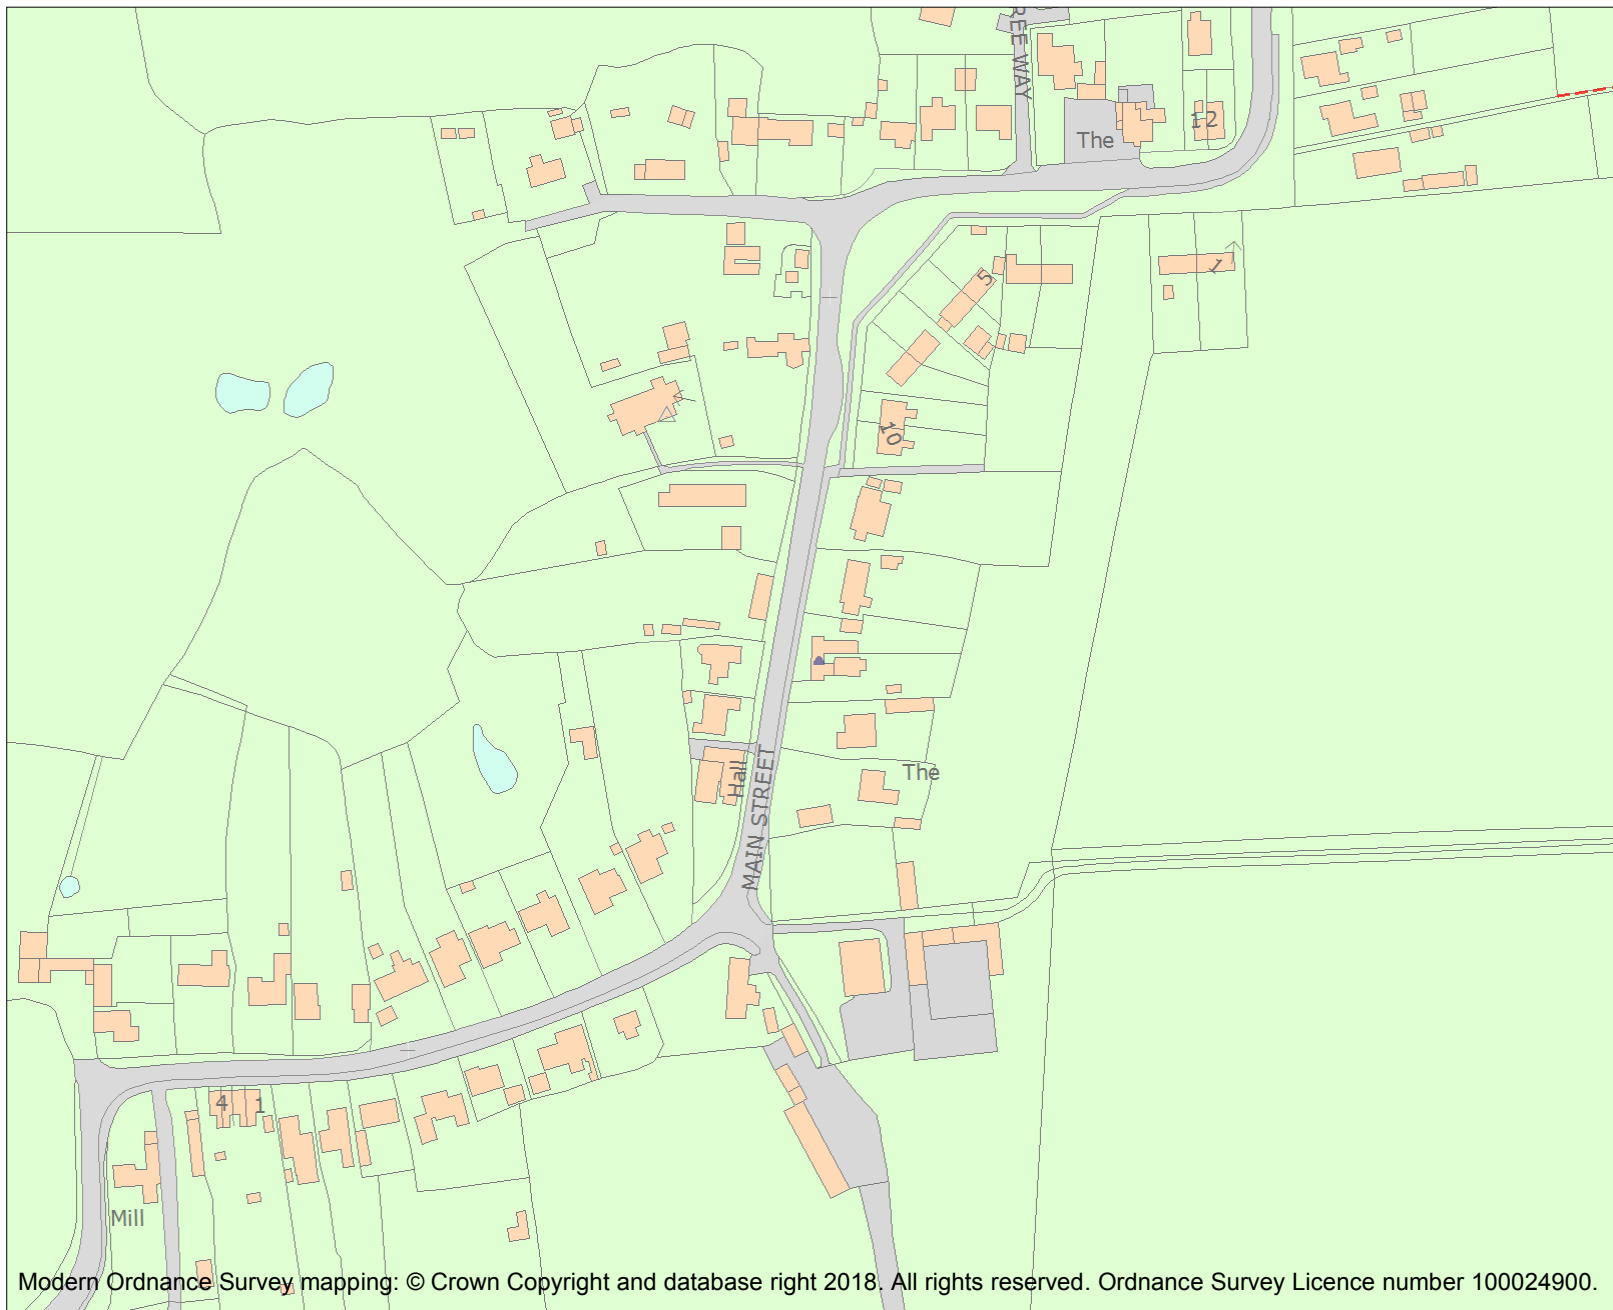 REE WAY
The
12
1
5
10
Hall
MAIN STREET
The
4
1
Mill
Modern Ordnance Survey mapping: © Crown Copyright and database right 2018. All rights reserved. Ordnance Survey Licence number 100024900.